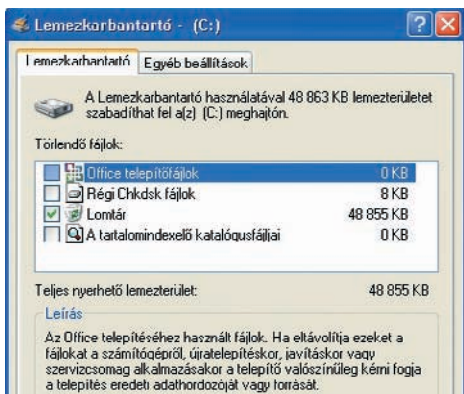 Lemezkarbantartó - (C:)
Lemezkarbantartó Egyéb beállítások
A Lemezkarbantartó használatával 48 863 KB lemezterületet
szabadíthat fel a(z) (C:) meghajtón.
Törlendő fájlok:
Office telepítőfájlok 0 KB
Régi Chkdsk fájlok 8 KB
Lomtár 48 855 KB
A tartalomindexelő katalógusfájljai 0 KB
Teljes nyerhető lemezterület: 48 855 KB
Leírás
Az Office telepítéséhez használt fájlok. Ha eltávolítja ezeket a
fájlokat a számítógépről, újratelepítéskor, javításkor vagy
szervizcsomag alkalmazásakor a telepítő valószínűleg kérni fogja
a telepítés eredeti adathordozóját vagy forrását.